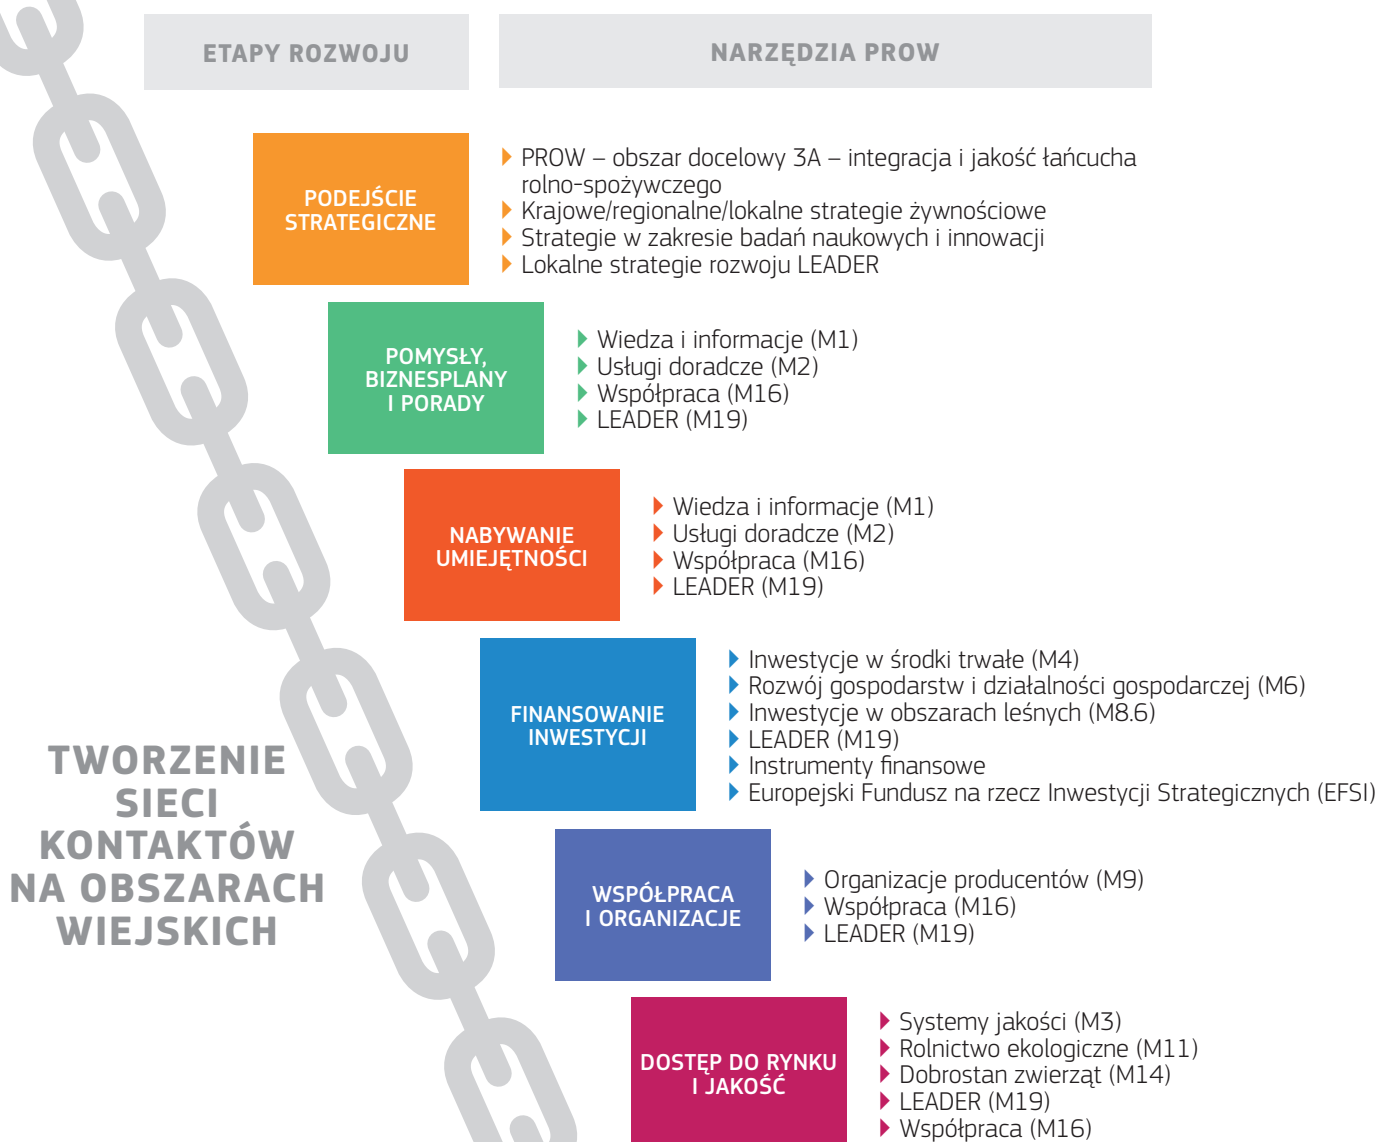 ETAPY ROZWOJU
NARZĘDZIA PROW
PODEJŚCIE
STRATEGICZNE
PROW – obszar docelowy 3A – integracja i jakość łańcucha
rolno-spożywczego
Krajowe/regionalne/lokalne strategie żywnościowe
Strategie w zakresie badań naukowych i innowacji
Lokalne strategie rozwoju LEADER
POMYSŁY,
BIZNESPLANY
I PORADY
Wiedza i informacje (M1)
Usługi doradcze (M2)
Współpraca (M16)
LEADER (M19)
NABYWANIE
UMIEJĘTNOŚCI
Wiedza i informacje (M1)
Usługi doradcze (M2)
Współpraca (M16)
LEADER (M19)
FINANSOWANIE
INWESTYCJI
Inwestycje w środki trwałe (M4)
Rozwój gospodarstw i działalności gospodarczej (M6)
Inwestycje w obszarach leśnych (M8.6)
LEADER (M19)
Instrumenty finansowe
Europejski Fundusz na rzecz Inwestycji Strategicznych (EFSI)
TWORZENIE
SIECI
KONTAKTÓW
NA OBSZARACH
WIEJSKICH
WSPÓŁPRACA
I ORGANIZACJE
Organizacje producentów (M9)
Współpraca (M16)
LEADER (M19)
DOSTĘP DO RYNKU
I JAKOŚĆ
Systemy jakości (M3)
Rolnictwo ekologiczne (M11)
Dobrostan zwierząt (M14)
LEADER (M19)
Współpraca (M16)